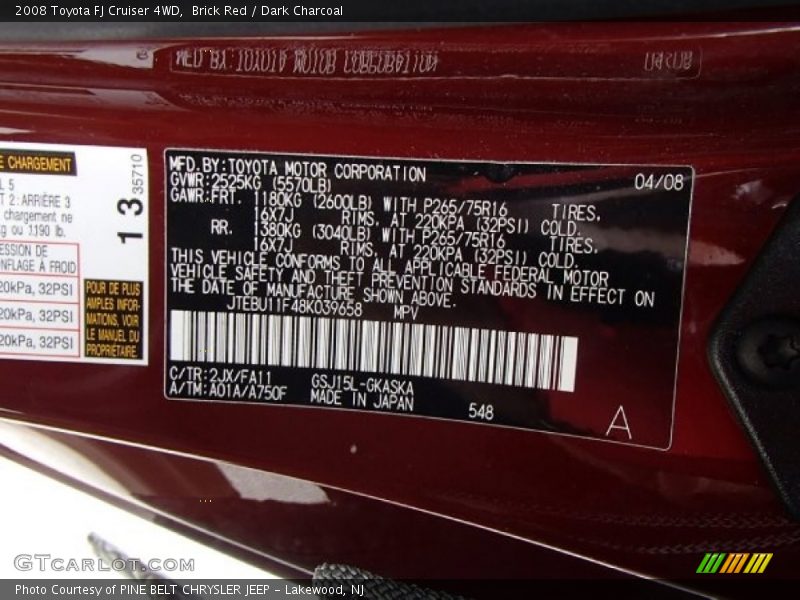 2008 Toyota FJ Cruiser 4WD,  Brick Red / Dark Charcoal
E CHARGEMENT
L 5
T 2: ARRIÈRE 3
chargement ne
g ou 1,190 lb.
ESSION DE
NFLAGE À FROID
20kPa, 32PSI
20kPa, 32PSI
20kPa, 32PSI
13 35710
POUR DE PLUS
AMPLES INFOR-
MATIONS, VOIR
LE MANUEL DU
PROPRIÉTAIRE.
MFD.BY:TOYOTA MOTOR CORPORATION 04/08
GVWR:2525KG (5570LB)
GAWR:FRT. 1180KG (2600LB) WITH P265/75R16 TIRES,
16X7J RIMS, AT 220KPA (32PSI) COLD.
RR. 1380KG (3040LB) WITH P265/75R16 TIRES,
16X7J RIMS, AT 220KPA (32PSI) COLD.
THIS VEHICLE CONFORMS TO ALL APPLICABLE FEDERAL MOTOR
VEHICLE SAFETY AND THEFT PREVENTION STANDARDS IN EFFECT ON
THE DATE OF MANUFACTURE SHOWN ABOVE.
JTEBU11F48K039658 MPV
C/TR:2JX/FA11 GSJ15L-GKASKA
A/TM:A01A/A750F MADE IN JAPAN 548 A
GTCarLot.com
Photo Courtesy of PINE BELT CHRYSLER JEEP - Lakewood, NJ